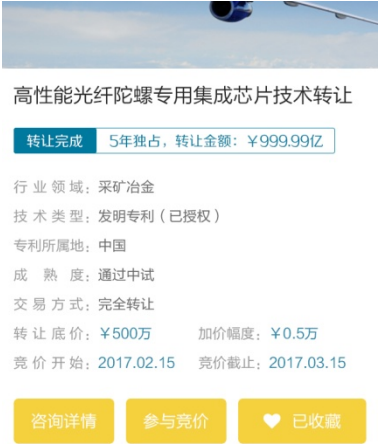 高性能光纤陀螺专用集成芯片技术转让
转让完成 5年独占，转让金额：￥999.99亿
行业领域：采矿冶金
技术类型：发明专利（已授权）
专利所属地：中国
成熟度：通过中试
交易方式：完全转让
转让底价：￥500万 加价幅度：￥0.5万
竞价开始：2017.02.15 竞价截止：2017.03.15
咨询详情 参与竞价 已收藏